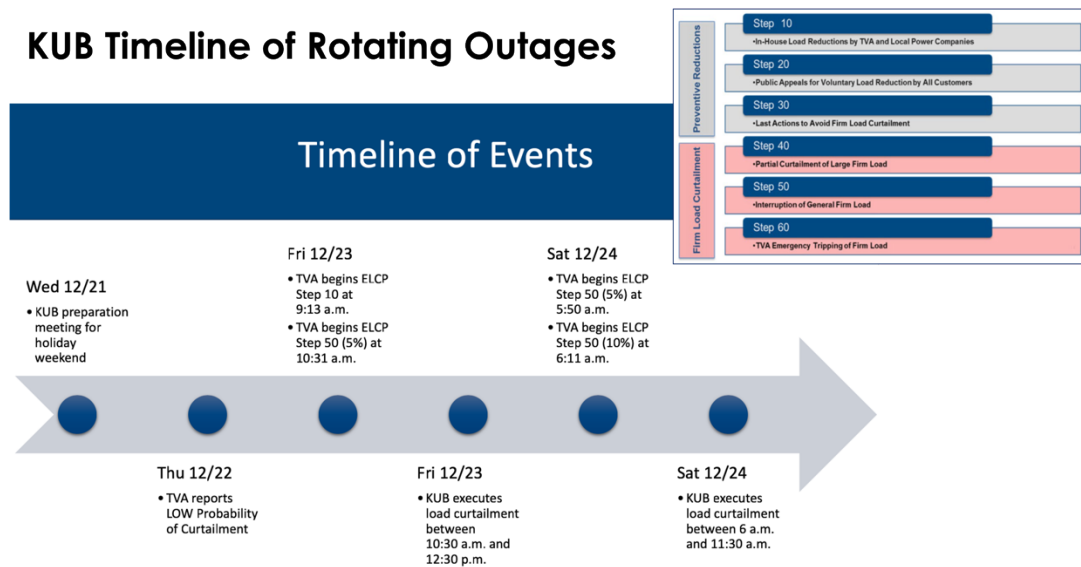 KUB Timeline of Rotating Outages
Timeline of Events
Preventive Reductions
Step 10
•In-House Load Reductions by TVA and Local Power Companies
Step 20
•Public Appeals for Voluntary Load Reduction by All Customers
Step 30
•Last Actions to Avoid Firm Load Curtailment
Firm Load Curtailment
Step 40
•Partial Curtailment of Large Firm Load
Step 50
•Interruption of General Firm Load
Step 60
•TVA Emergency Tripping of Firm Load
Wed 12/21
• KUB preparation
meeting for
holiday
weekend
Thu 12/22
• TVA reports
LOW Probability
of Curtailment
Fri 12/23
• TVA begins ELCP
Step 10 at
9:13 a.m.
• TVA begins ELCP
Step 50 (5%) at
10:31 a.m.
Fri 12/23
• KUB executes
load curtailment
between
10:30 a.m. and
12:30 p.m.
Sat 12/24
• TVA begins ELCP
Step 50 (5%) at
5:50 a.m.
• TVA begins ELCP
Step 50 (10%) at
6:11 a.m.
Sat 12/24
• KUB executes
load curtailment
between 6 a.m.
and 11:30 a.m.